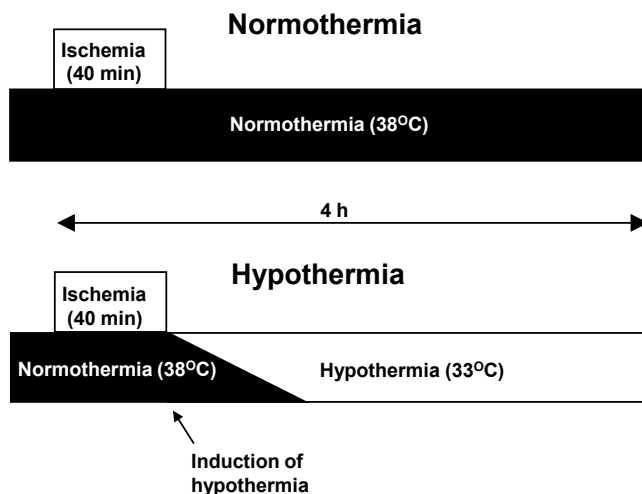 Normothermia
Ischemia
(40 min)
Normothermia (38ᴼC)
4 h
Hypothermia
Ischemia
(40 min)
Normothermia (38ᴼC)
Hypothermia (33ᴼC)
Induction of
hypothermia